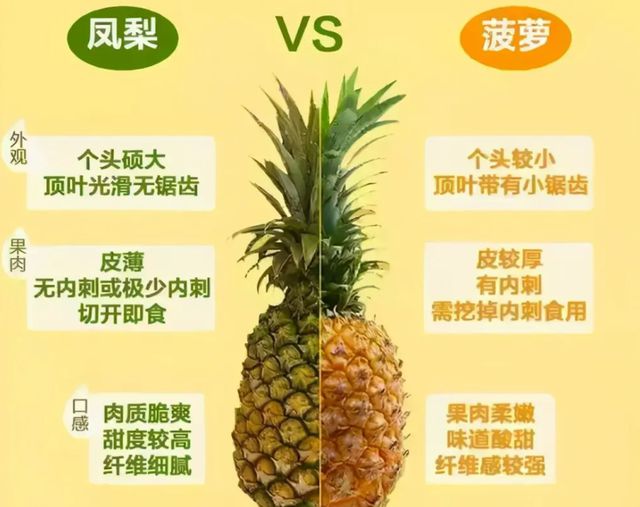 凤梨
VS
菠萝
外观
个头硕大
顶叶光滑无锯齿
个头较小
顶叶带有小锯齿
果肉
皮薄
无内刺或极少内刺
切开即食
皮较厚
有内刺
需挖掉内刺食用
口感
肉质脆爽
甜度较高
纤维细腻
果肉柔嫩
味道酸甜
纤维感较强